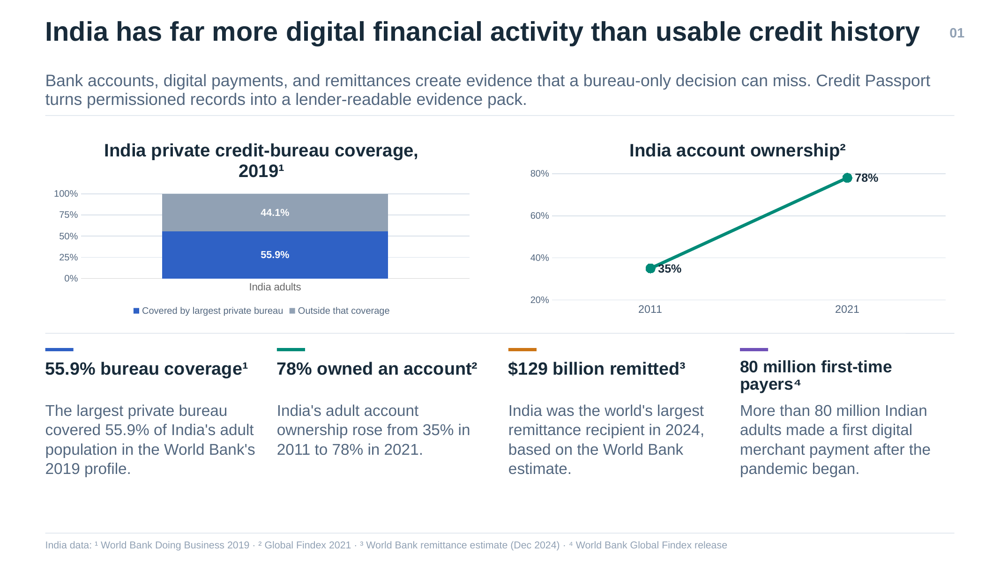 India has far more digital financial activity than usable credit history
01
Bank accounts, digital payments, and remittances create evidence that a bureau-only decision can miss. Credit Passport
turns permissioned records into a lender-readable evidence pack.
India private credit-bureau coverage,
2019¹
100%
75%
50%
25%
0%
44.1%
55.9%
India adults
Covered by largest private bureau
Outside that coverage
India account ownership²
80%
60%
40%
20%
78%
35%
2011
2021
55.9% bureau coverage¹
The largest private bureau
covered 55.9% of India's adult
population in the World Bank's
2019 profile.
78% owned an account²
India's adult account
ownership rose from 35% in
2011 to 78% in 2021.
$129 billion remitted³
India was the world's largest
remittance recipient in 2024,
based on the World Bank
estimate.
80 million first-time
payers⁴
More than 80 million Indian
adults made a first digital
merchant payment after the
pandemic began.
India data: ¹ World Bank Doing Business 2019 · ² Global Findex 2021 · ³ World Bank remittance estimate (Dec 2024) · ⁴ World Bank Global Findex release